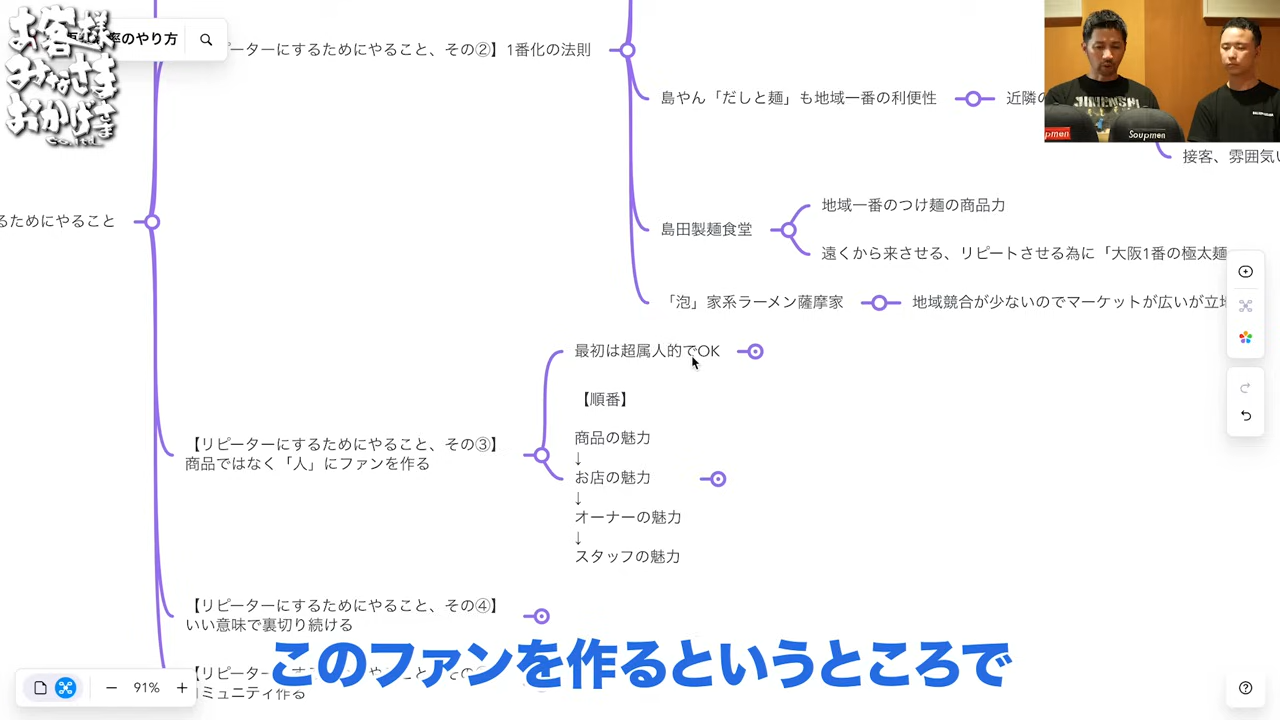 お客様
みなさま
おかげさま
Co.,ltd.
率のやり方
ピーターにするためにやること、その②】1番化の法則
島やん「だしと麺」も地域一番の利便性
近隣の
接客、雰囲気い
るためにやること
島田製麺食堂
地域一番のつけ麺の商品力
遠くから来させる、リピートさせる為に「大阪1番の極太麺
「泡」家系ラーメン薩摩家
地域競合が少ないのでマーケットが広いが立地
最初は超属人的でOK
【順番】
商品の魅力
↓
お店の魅力
↓
オーナーの魅力
↓
スタッフの魅力
【リピーターにするためにやること、その③】
商品ではなく「人」にファンを作る
【リピーターにするためにやること、その④】
いい意味で裏切り続ける
【リピータ
ミュニティ作る
このファンを作るというところで
91%
JINENSHI
pmen
Soupmen